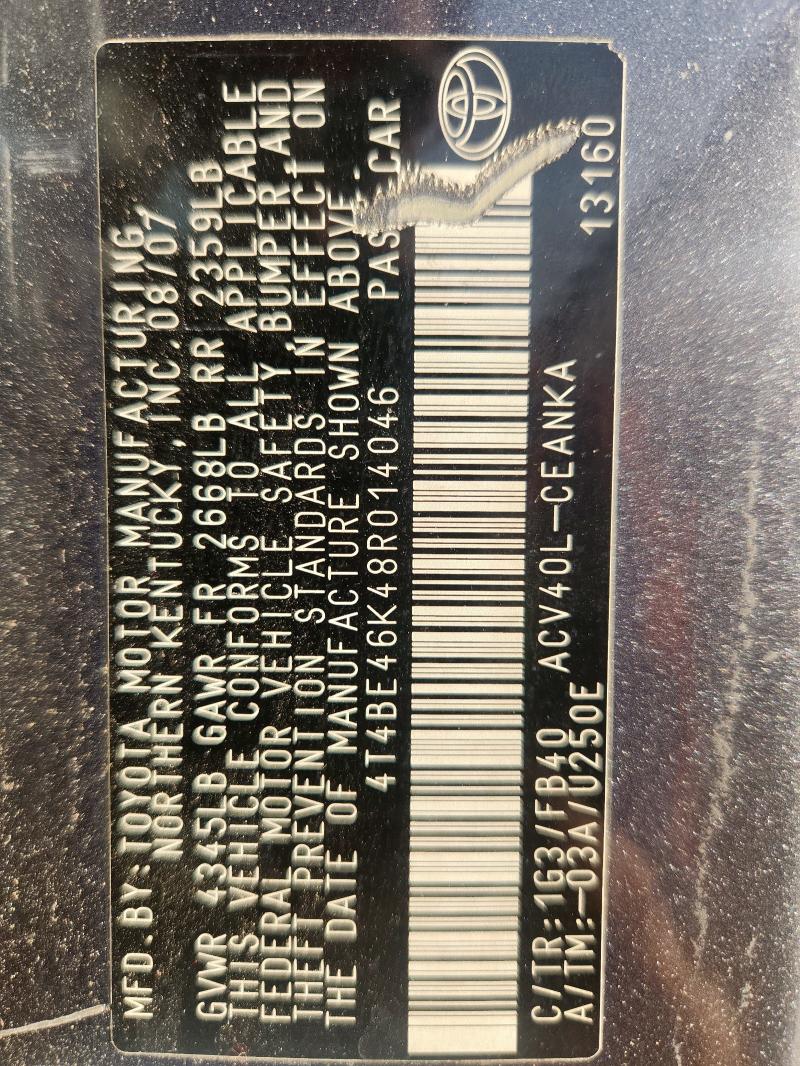 MFD.BY:TOYOTA MOTOR MANUFACTURING,
NORTHERN KENTUCKY,INC.08/07
GVWR 4345LB GAWR FR 2668LB RR 2359LB
THIS VEHICLE CONFORMS TO ALL APPLICABLE
FEDERAL MOTOR VEHICLE SAFETY,BUMPER,AND
THEFT PREVENTION STANDARDS IN EFFECT ON
THE DATE OF MANUFACTURE SHOWN ABOVE.
4T4BE46K48R014046 PAS CAR
C/TR:1G3/FB40 ACV40L-CEANKA 13160
A/TM:-03A/U250E